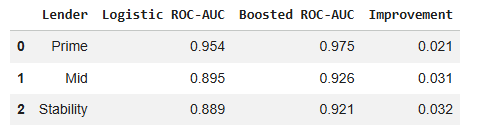 Lender Logistic ROC-AUC Boosted ROC-AUC Improvement
0 Prime 0.954 0.975 0.021
1 Mid 0.895 0.926 0.031
2 Stability 0.889 0.921 0.032